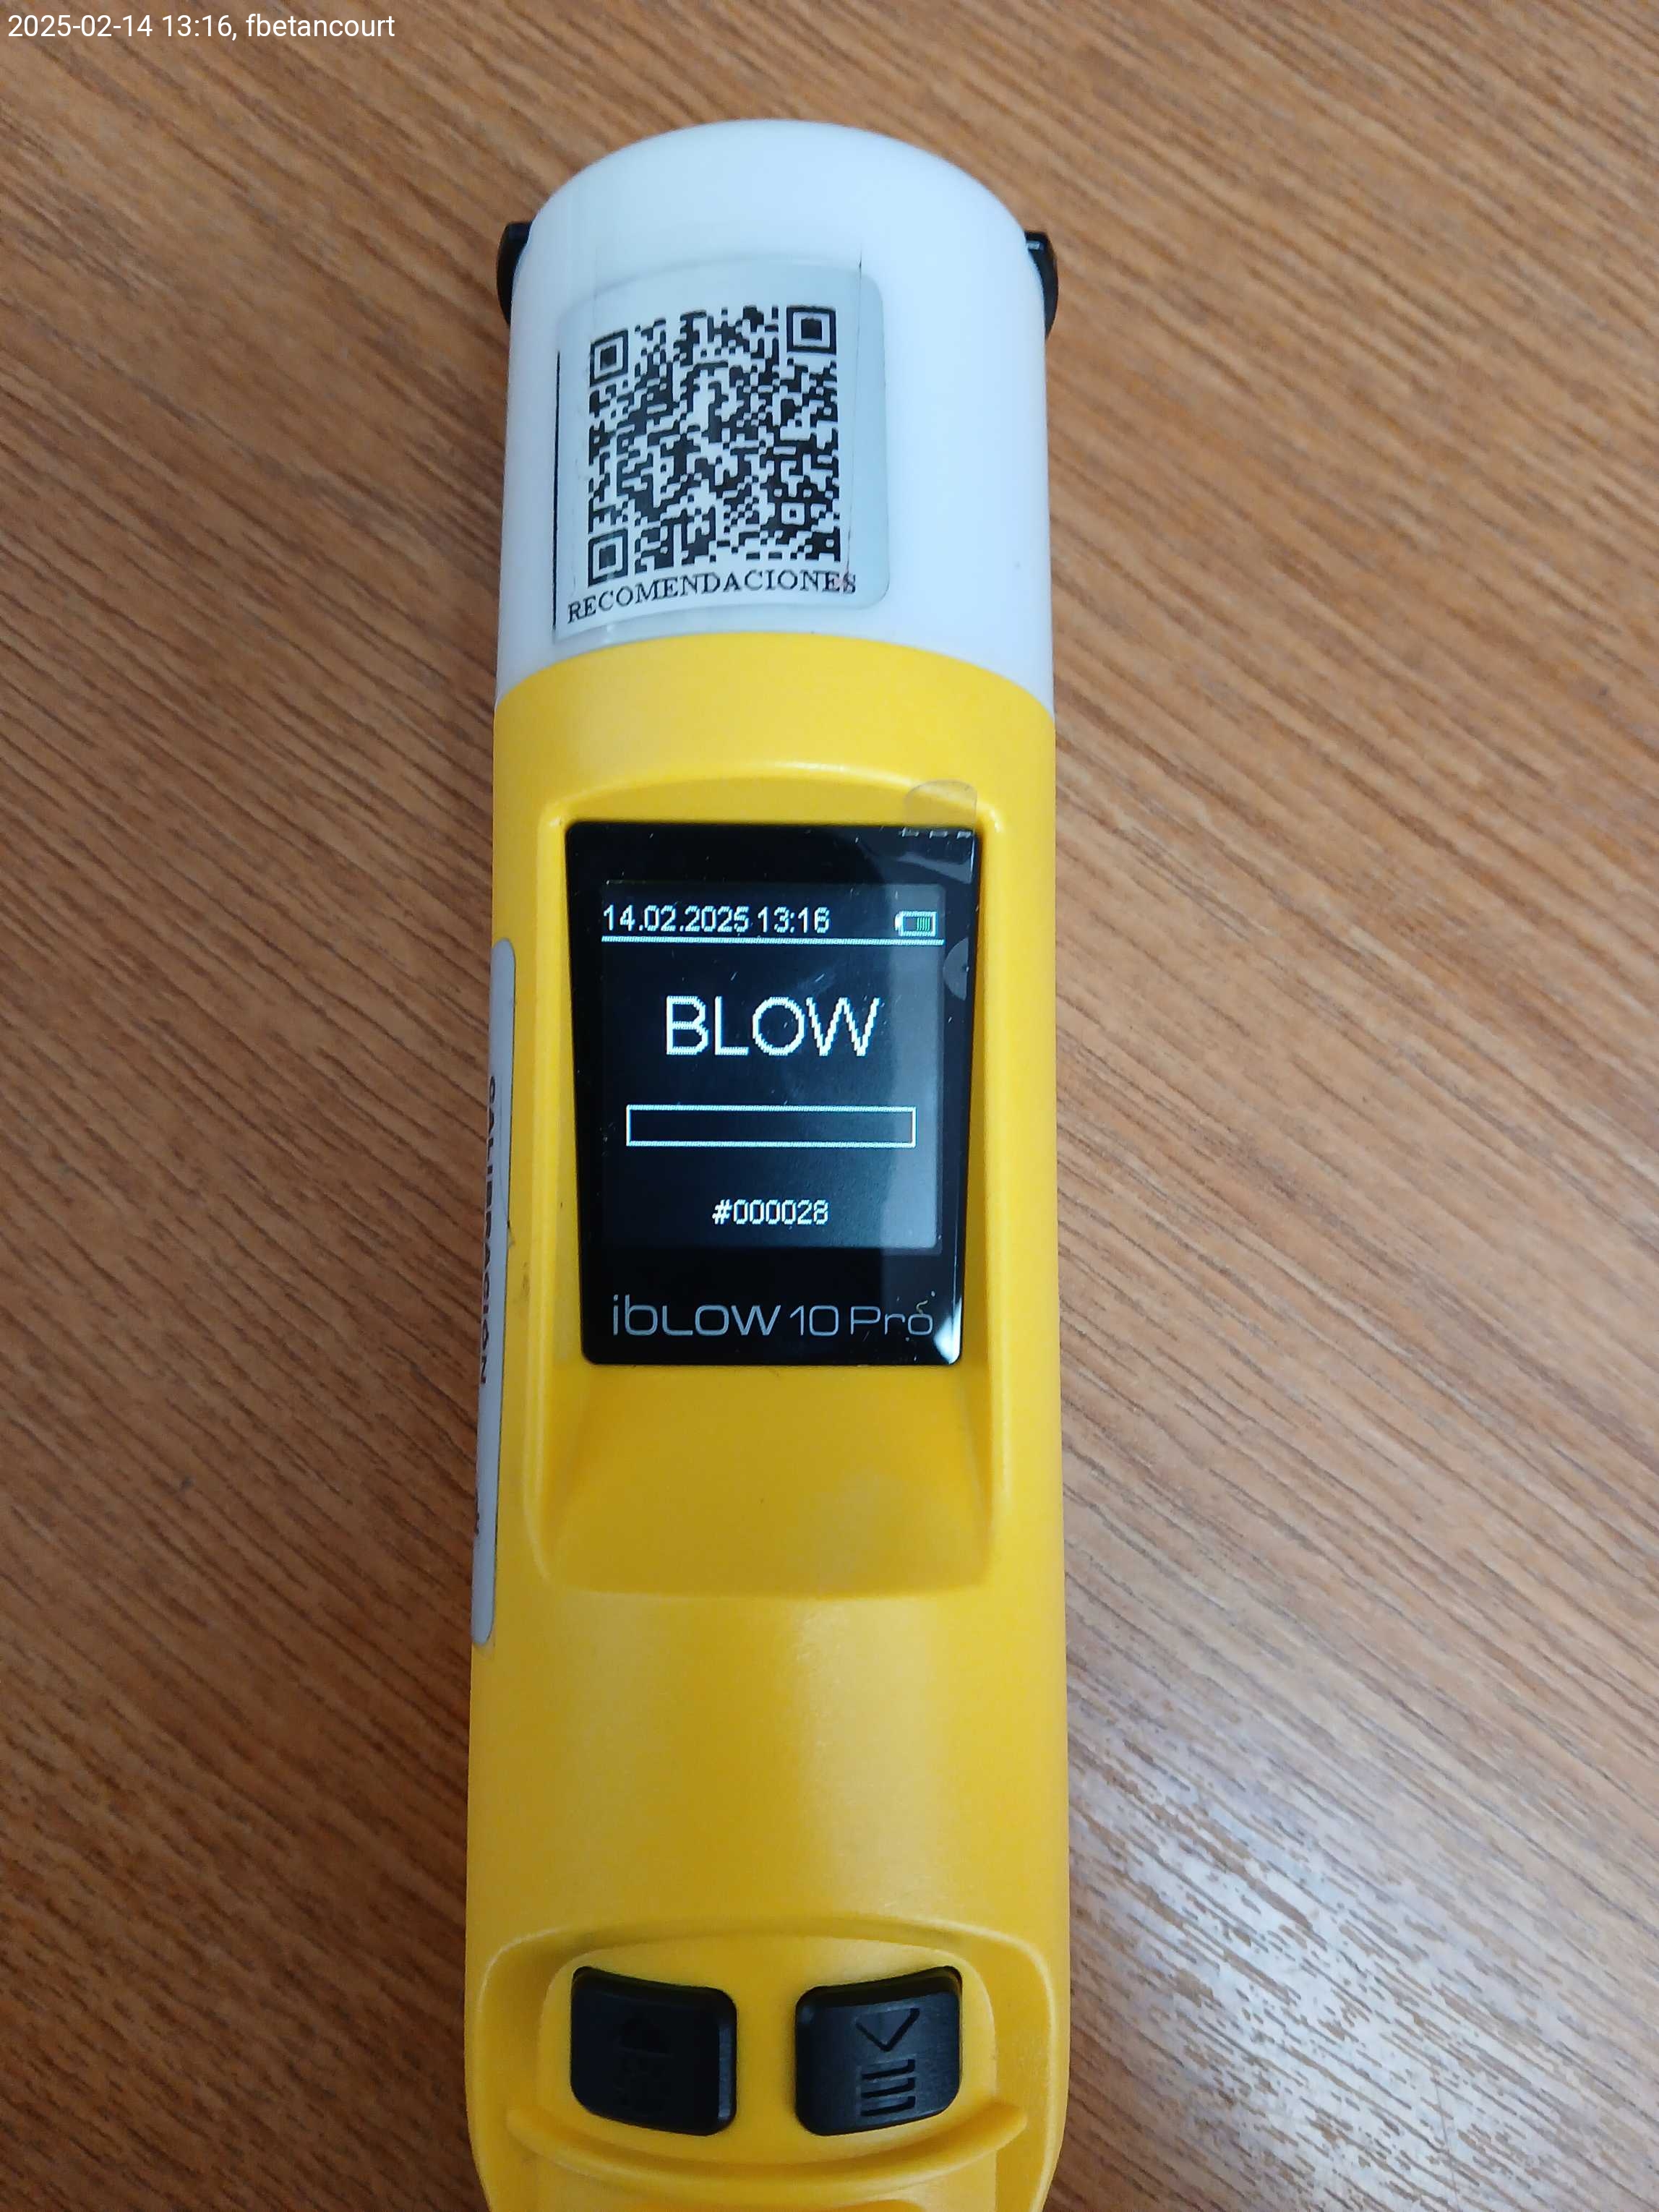 2025-02-14 13:16, fbetancourt
RECOMENDACIONES
14.02.2025 13:16
BLOW
#000028
iBLOW 10 Pro